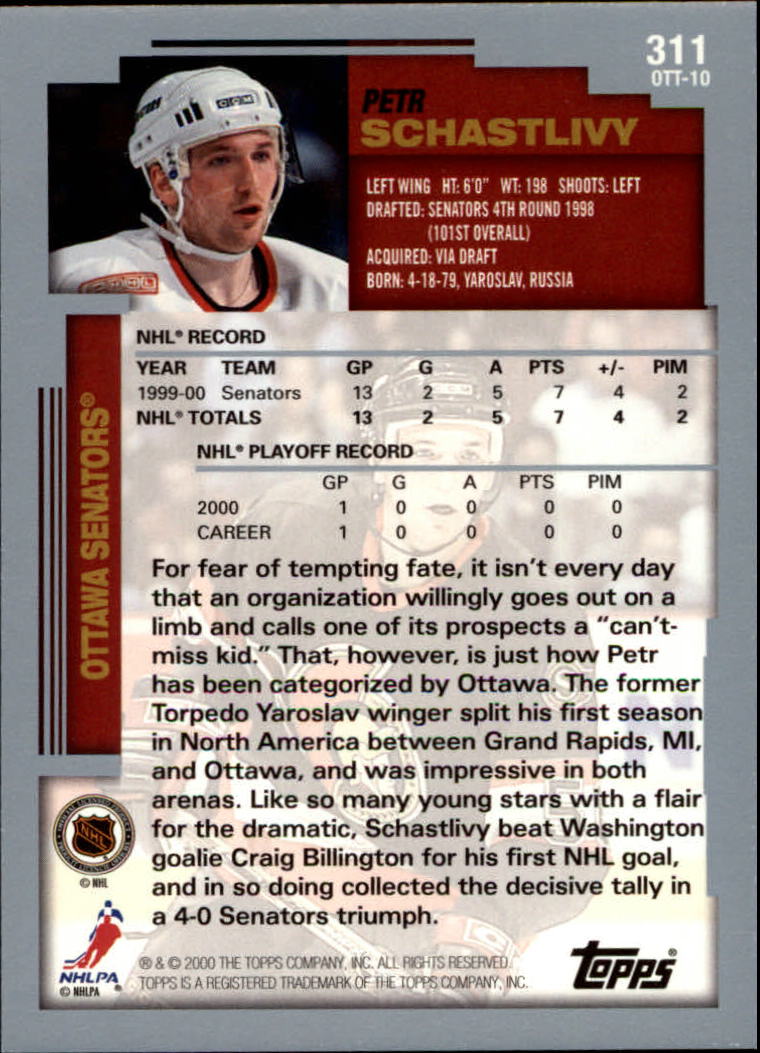 311
OTT-10
CCM
PETR
SCHASTLIVY
LEFT WING HT: 6'0" WT: 198 SHOOTS: LEFT
DRAFTED: SENATORS 4TH ROUND 1998
(101ST OVERALL)
ACQUIRED: VIA DRAFT
BORN: 4-18-79, YAROSLAV, RUSSIA
OTTAWA SENATORS®
NHL® RECORD
YEAR TEAM GP G A PTS +/- PIM
1999-00 Senators 13 2 5 7 4 2
NHL® TOTALS 13 2 5 7 4 2
NHL® PLAYOFF RECORD
GP G A PTS PIM
2000 1 0 0 0 0
CAREER 1 0 0 0 0
For fear of tempting fate, it isn't every day
that an organization willingly goes out on a
limb and calls one of its prospects a "can't-
miss kid." That, however, is just how Petr
has been categorized by Ottawa. The former
Torpedo Yaroslav winger split his first season
in North America between Grand Rapids, MI,
and Ottawa, and was impressive in both
arenas. Like so many young stars with a flair
for the dramatic, Schastlivy beat Washington
goalie Craig Billington for his first NHL goal,
and in so doing collected the decisive tally in
a 4-0 Senators triumph.
NHL
© NHL
NHLPA
© NHLPA
® & © 2000 THE TOPPS COMPANY, INC. ALL RIGHTS RESERVED.
TOPPS IS A REGISTERED TRADEMARK OF THE TOPPS COMPANY, INC.
topps®